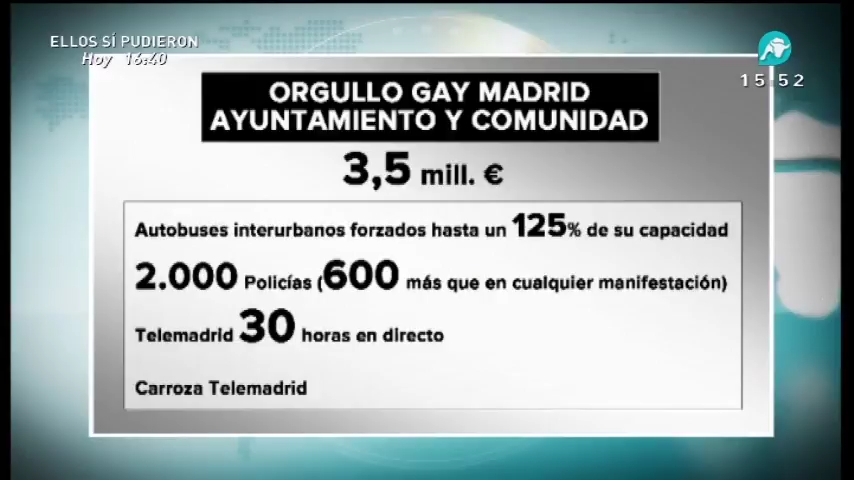 ELLOS SÍ PUDIERON
Hoy 16:40
15:52
ORGULLO GAY MADRID
AYUNTAMIENTO Y COMUNIDAD
3,5 mill. €
Autobuses interurbanos forzados hasta un 125% de su capacidad
2.000 Policías (600 más que en cualquier manifestación)
Telemadrid 30 horas en directo
Carroza Telemadrid